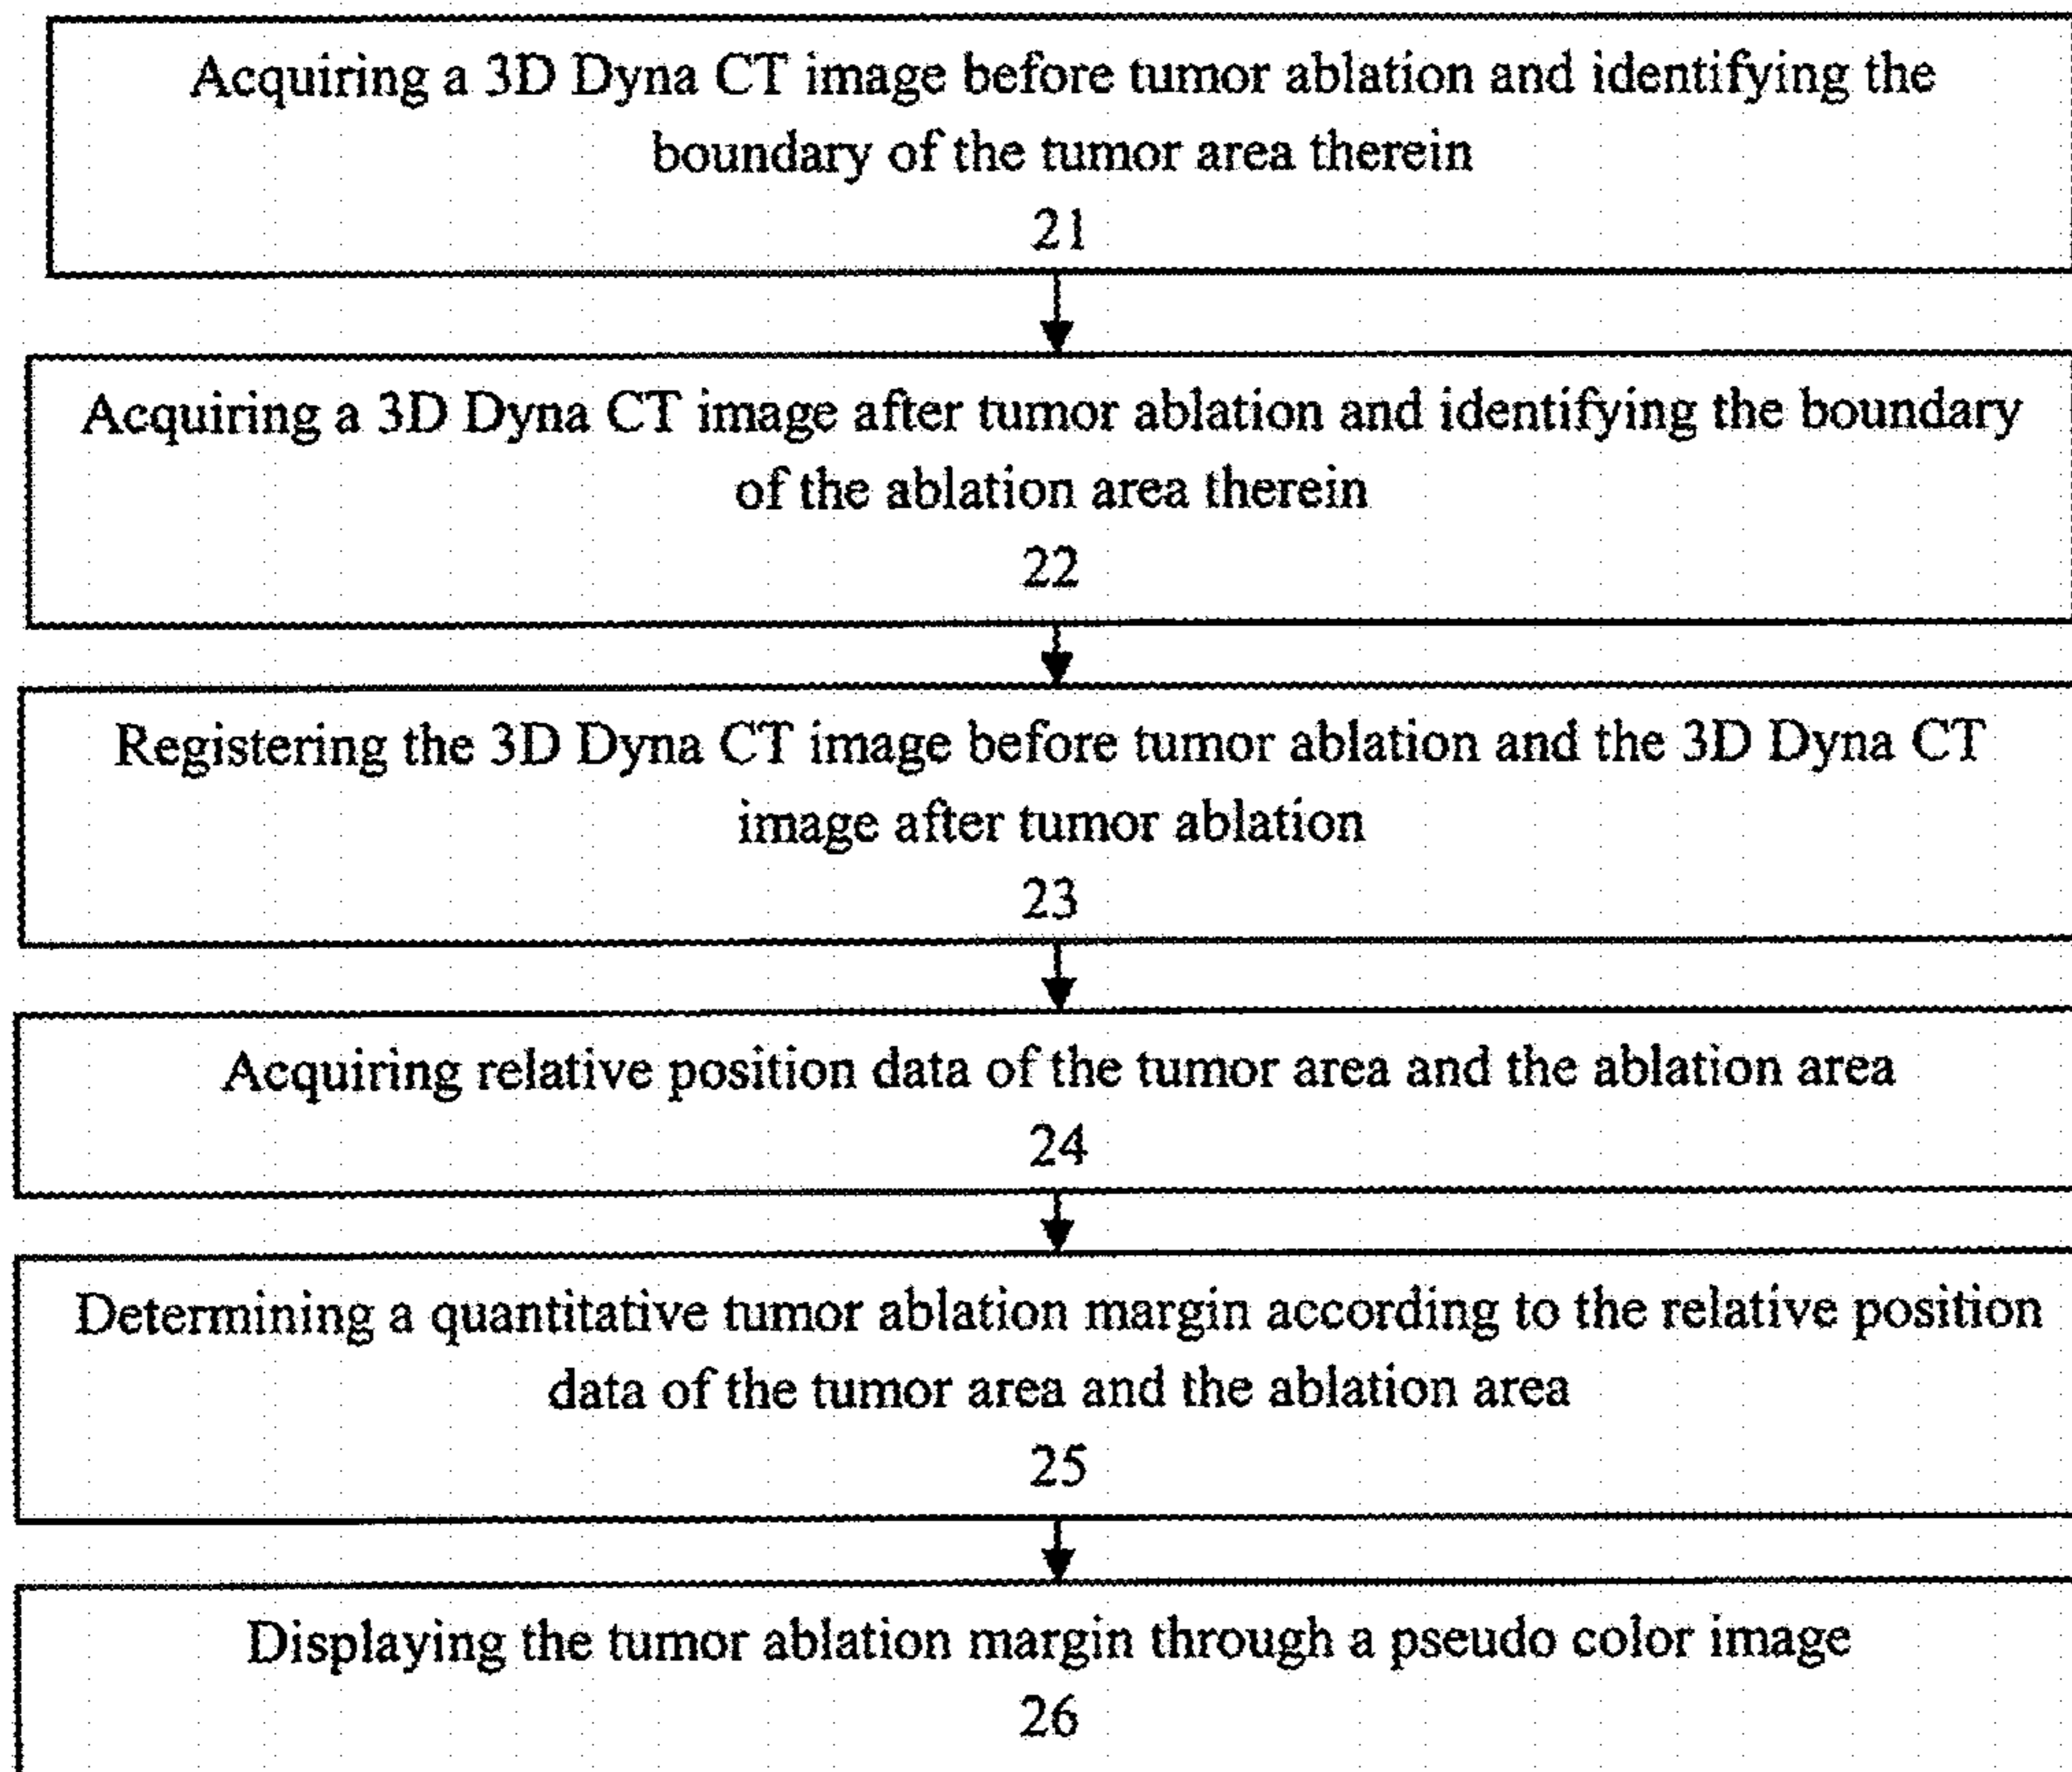 Acquiring a 3D Dyna CT image before tumor ablation and identifying the
boundary of the tumor area therein
21
Acquiring a 3D Dyna CT image after tumor ablation and identifying the boundary
of the ablation area therein
22
Registering the 3D Dyna CT image before tumor ablation and the 3D Dyna CT
image after tumor ablation
23
Acquiring relative position data of the tumor area and the ablation area
24
Determining a quantitative tumor ablation margin according to the relative position
data of the tumor area and the ablation area
25
Displaying the tumor ablation margin through a pseudo color image
26